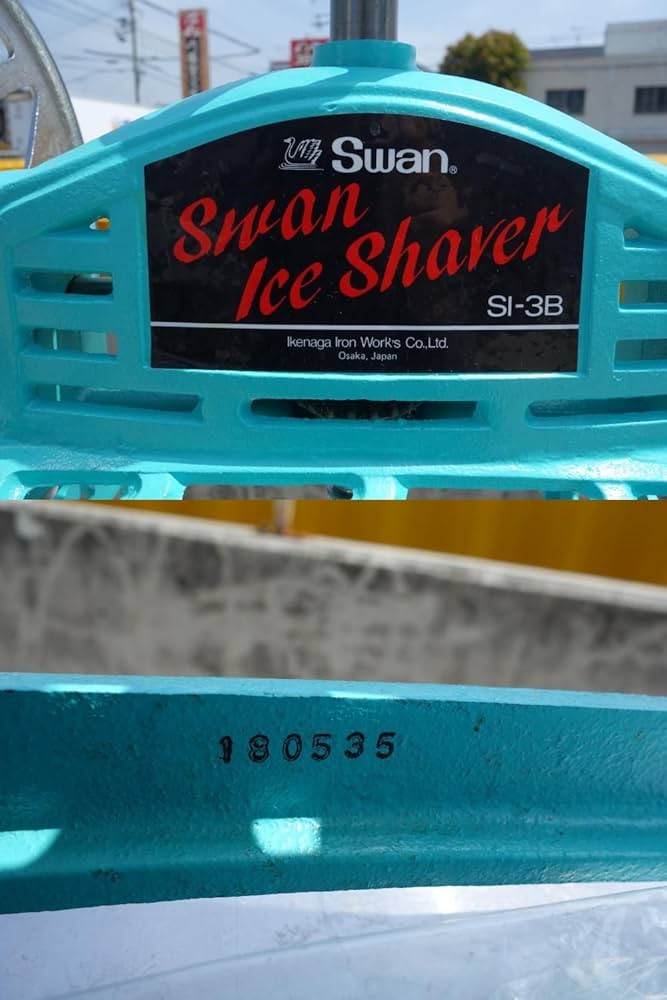 Swan®
Swan
Ice Shaver
SI-3B
Ikenaga Iron Works Co.,Ltd.
Osaka, Japan
180535